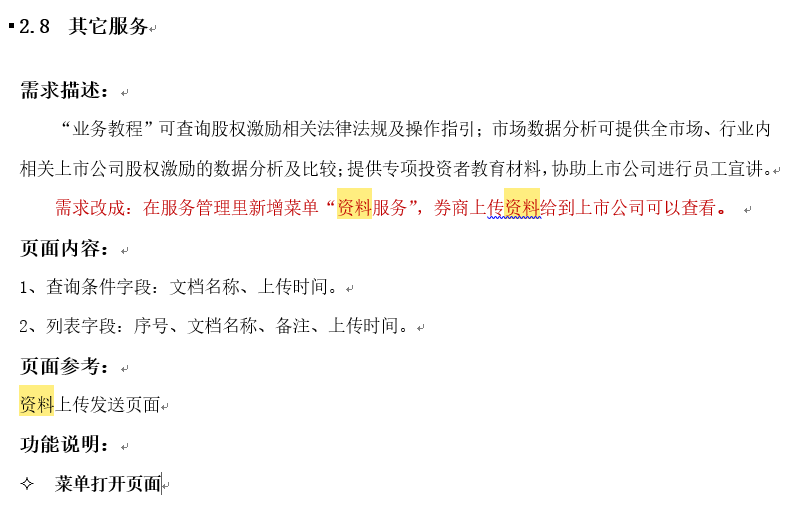 2.8 其它服务
需求描述：
“业务教程”可查询股权激励相关法律法规及操作指引；市场数据分析可提供全市场、行业内
相关上市公司股权激励的数据分析及比较；提供专项投资者教育材料，协助上市公司进行员工宣讲。
需求改成：在服务管理里新增菜单“资料服务”，券商上传资料给到上市公司可以查看。
页面内容：
1、查询条件字段：文档名称、上传时间。
2、列表字段：序号、文档名称、备注、上传时间。
页面参考：
资料上传发送页面
功能说明：
✧ 菜单打开页面